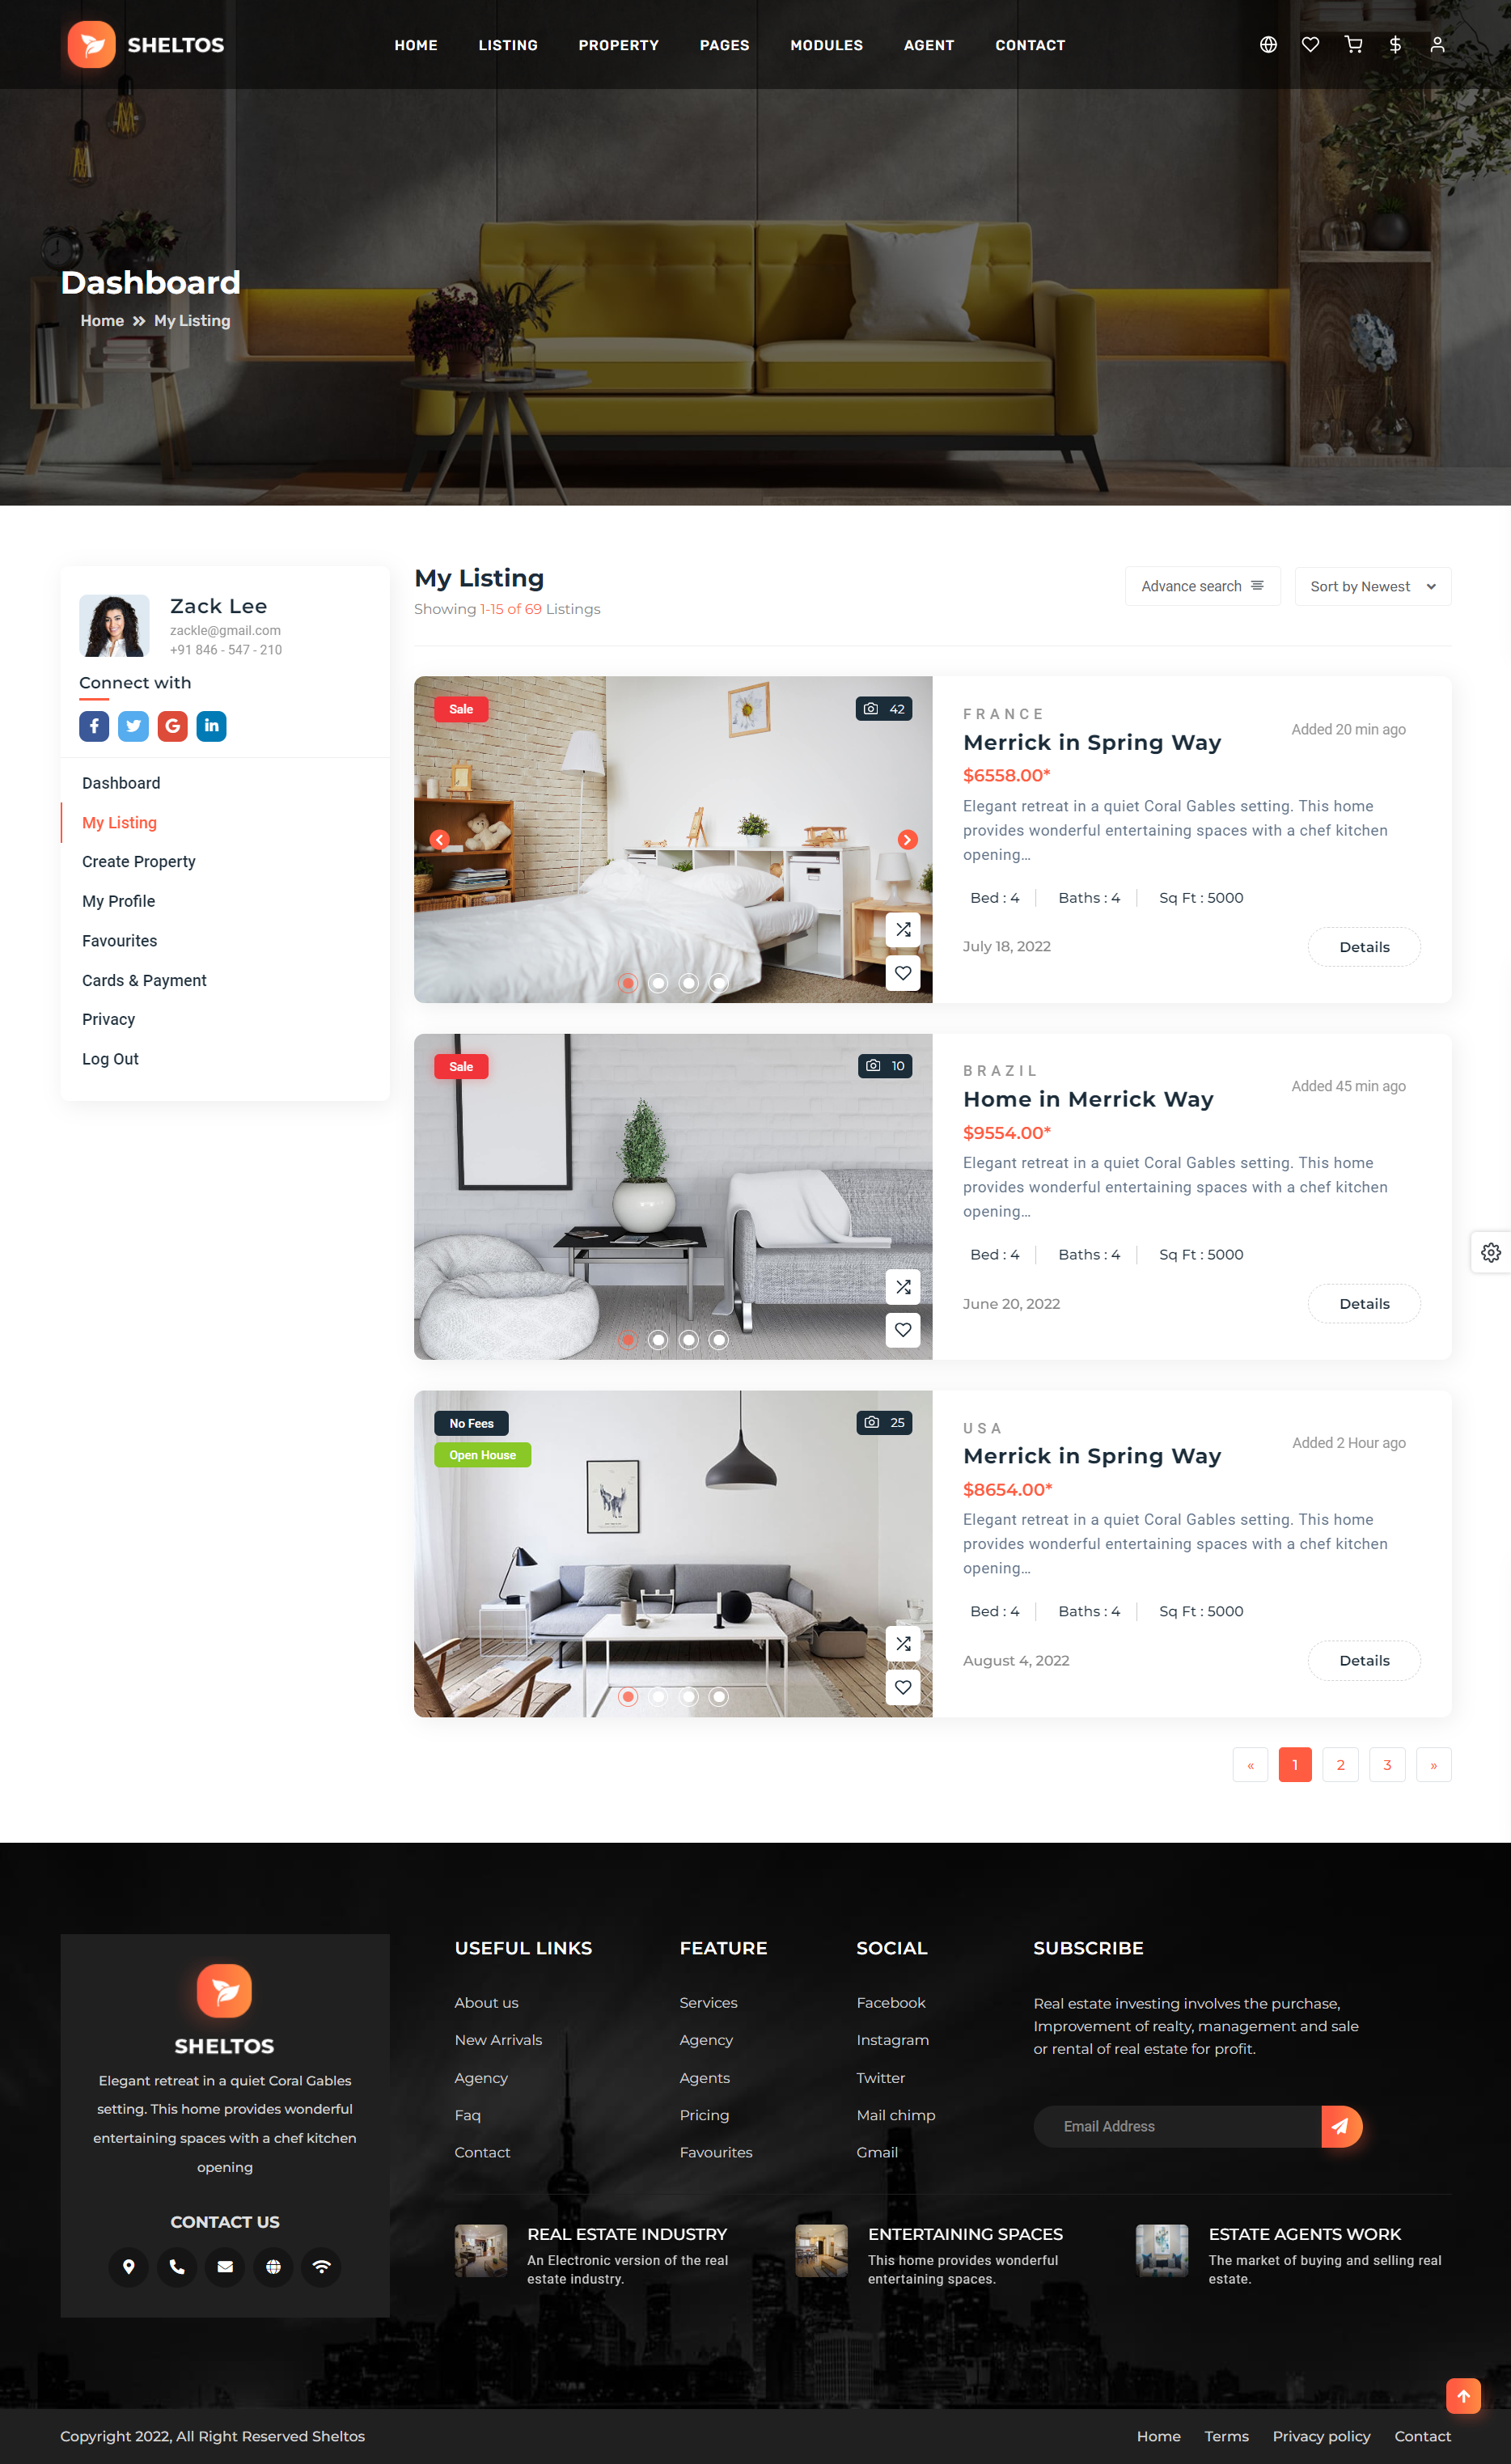 SHELTOS
HOME LISTING PROPERTY PAGES MODULES AGENT CONTACT
Dashboard
Home » My Listing
Zack Lee
zackle@gmail.com
+91 846 - 547 - 210
Connect with
Dashboard
My Listing
Create Property
My Profile
Favourites
Cards & Payment
Privacy
Log Out
My Listing
Showing 1-15 of 69 Listings
Advance search
Sort by Newest
Sale
42
FRANCE
Merrick in Spring Way
Added 20 min ago
$6558.00*
Elegant retreat in a quiet Coral Gables setting. This home
provides wonderful entertaining spaces with a chef kitchen
opening…
Bed : 4 Baths : 4 Sq Ft : 5000
July 18, 2022
Details
Sale
10
BRAZIL
Home in Merrick Way
Added 45 min ago
$9554.00*
Elegant retreat in a quiet Coral Gables setting. This home
provides wonderful entertaining spaces with a chef kitchen
opening…
Bed : 4 Baths : 4 Sq Ft : 5000
June 20, 2022
Details
No Fees
Open House
25
USA
Merrick in Spring Way
Added 2 Hour ago
$8654.00*
Elegant retreat in a quiet Coral Gables setting. This home
provides wonderful entertaining spaces with a chef kitchen
opening…
Bed : 4 Baths : 4 Sq Ft : 5000
August 4, 2022
Details
« 1 2 3 »
SHELTOS
Elegant retreat in a quiet Coral Gables
setting. This home provides wonderful
entertaining spaces with a chef kitchen
opening
CONTACT US
USEFUL LINKS
About us
New Arrivals
Agency
Faq
Contact
FEATURE
Services
Agency
Agents
Pricing
Favourites
SOCIAL
Facebook
Instagram
Twitter
Mail chimp
Gmail
SUBSCRIBE
Real estate investing involves the purchase,
Improvement of realty, management and sale
or rental of real estate for profit.
Email Address
REAL ESTATE INDUSTRY
An Electronic version of the real
estate industry.
ENTERTAINING SPACES
This home provides wonderful
entertaining spaces.
ESTATE AGENTS WORK
The market of buying and selling real
estate.
Copyright 2022, All Right Reserved Sheltos
Home Terms Privacy policy Contact